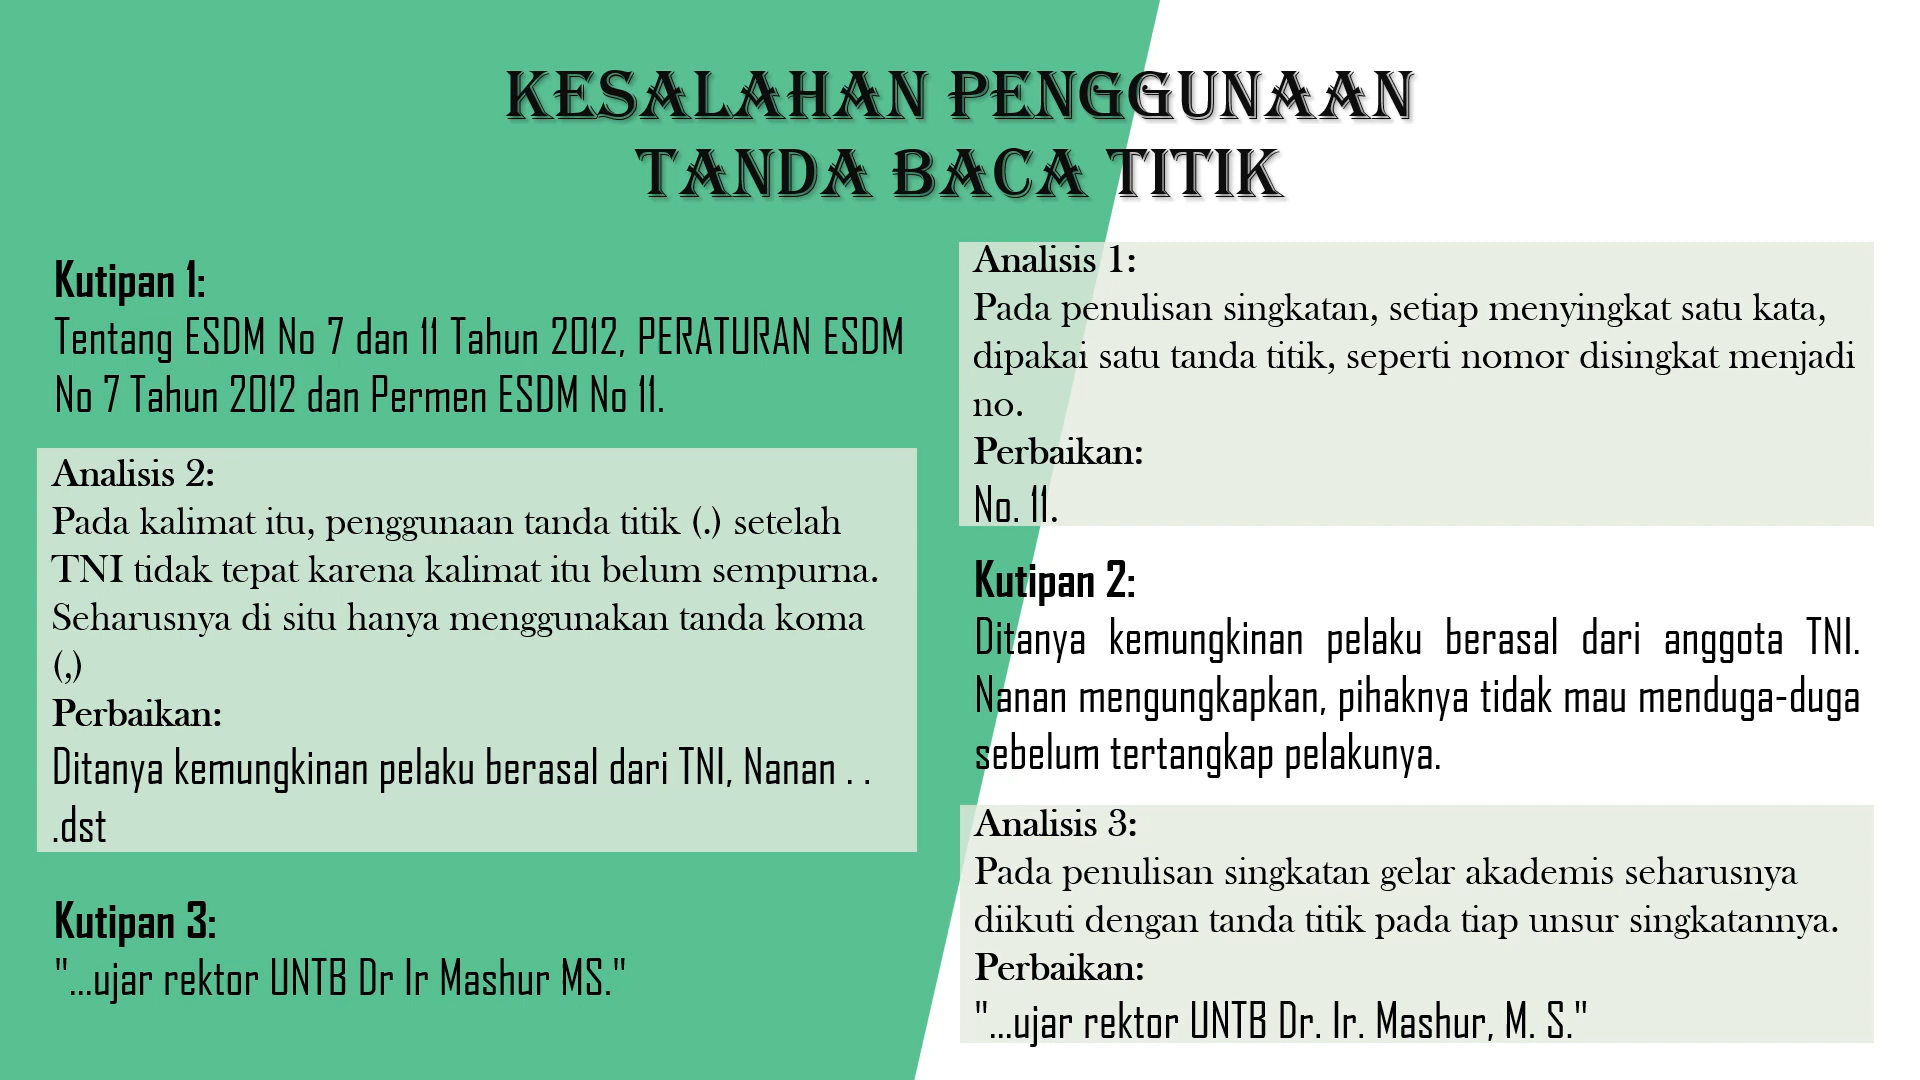 KESALAHAN PENGGUNAAN
TANDA BACA TITIK
Kutipan 1:
Tentang ESDM No 7 dan 11 Tahun 2012, PERATURAN ESDM
No 7 Tahun 2012 dan Permen ESDM No 11.
Analisis 1:
Pada penulisan singkatan, setiap menyingkat satu kata,
dipakai satu tanda titik, seperti nomor disingkat menjadi
no.
Perbaikan:
No. 11.
Kutipan 2:
Ditanya kemungkinan pelaku berasal dari anggota TNI.
Nanan mengungkapkan, pihaknya tidak mau menduga-duga
sebelum tertangkap pelakunya.
Analisis 2:
Pada kalimat itu, penggunaan tanda titik (.) setelah
TNI tidak tepat karena kalimat itu belum sempurna.
Seharusnya di situ hanya menggunakan tanda koma
(,)
Perbaikan:
Ditanya kemungkinan pelaku berasal dari TNI, Nanan . .
.dst
Kutipan 3:
"...ujar rektor UNTB Dr Ir Mashur MS."
Analisis 3:
Pada penulisan singkatan gelar akademis seharusnya
diikuti dengan tanda titik pada tiap unsur singkatannya.
Perbaikan:
"...ujar rektor UNTB Dr. Ir. Mashur, M. S."